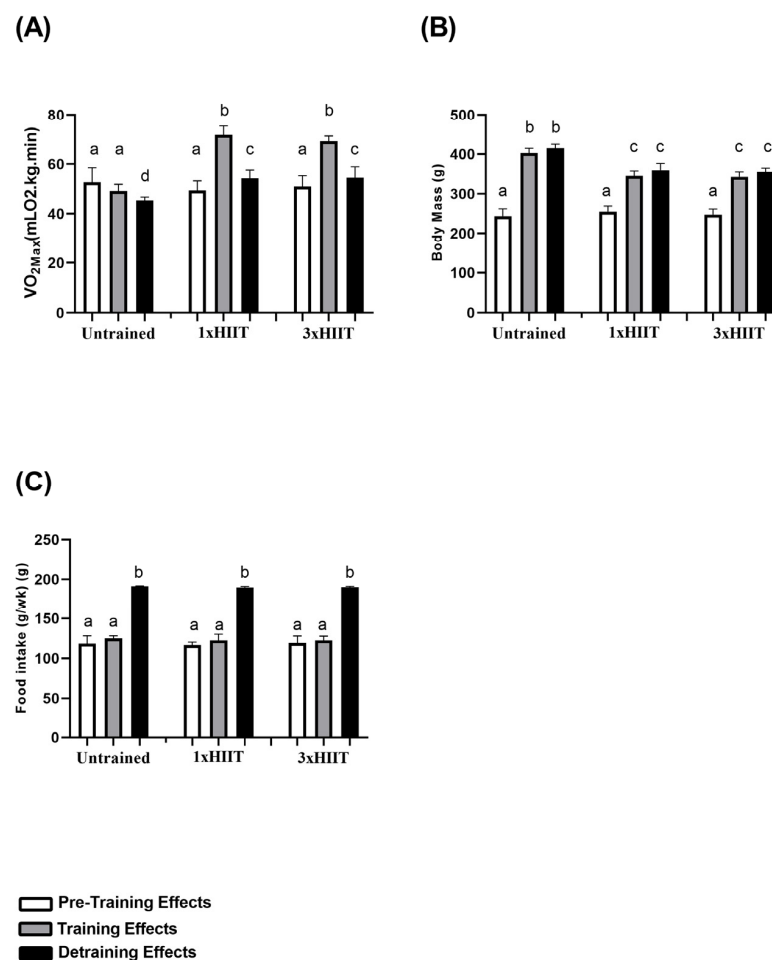 (A)
VO2Max(mLO2.kg.min)
80
60
40
20
0
a a d
a b c
a b c
Untrained 1xHIIT 3xHIIT
(B)
Body Mass (g)
500
400
300
200
100
0
a b b
a c c
a c c
Untrained 1xHIIT 3xHIIT
(C)
Food intake (g/wk) (g)
250
200
150
100
50
0
a a b
a a b
a a b
Untrained 1xHIIT 3xHIIT
Pre-Training Effects
Training Effects
Detraining Effects